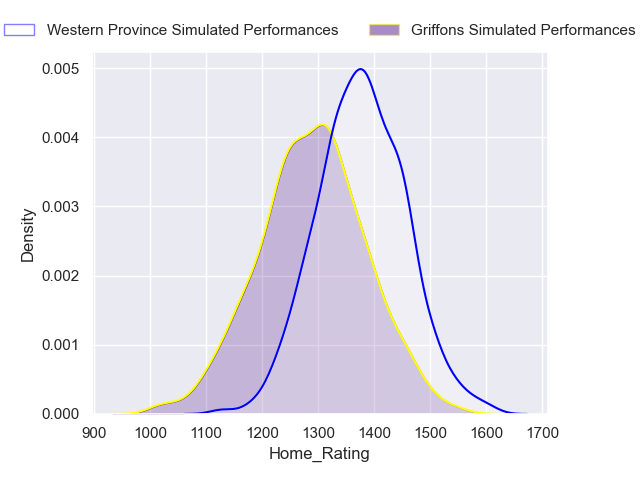 Western Province Simulated Performances
Griffons Simulated Performances
0.005
0.004
0.003
0.002
0.001
0.000
Density
900 1000 1100 1200 1300 1400 1500 1600 1700
Home_Rating